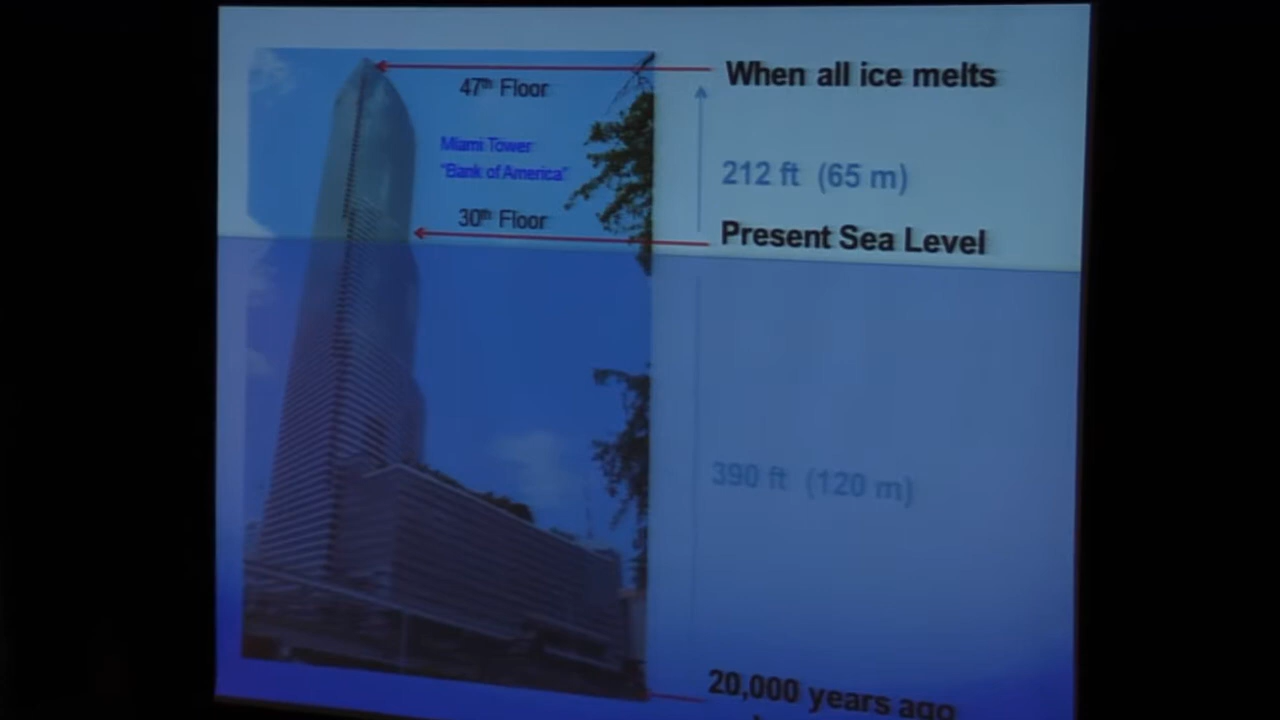 When all ice melts
47th Floor
Miami Tower
"Bank of America"
212 ft (65 m)
30th Floor
Present Sea Level
390 ft (120 m)
20,000 years ago